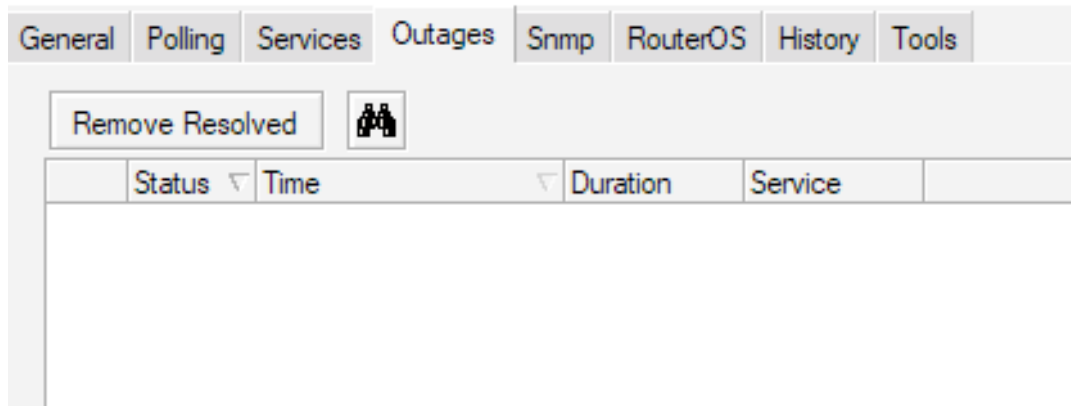 General Polling Services Outages Snmp RouterOS History Tools
Remove Resolved
Status Time Duration Service